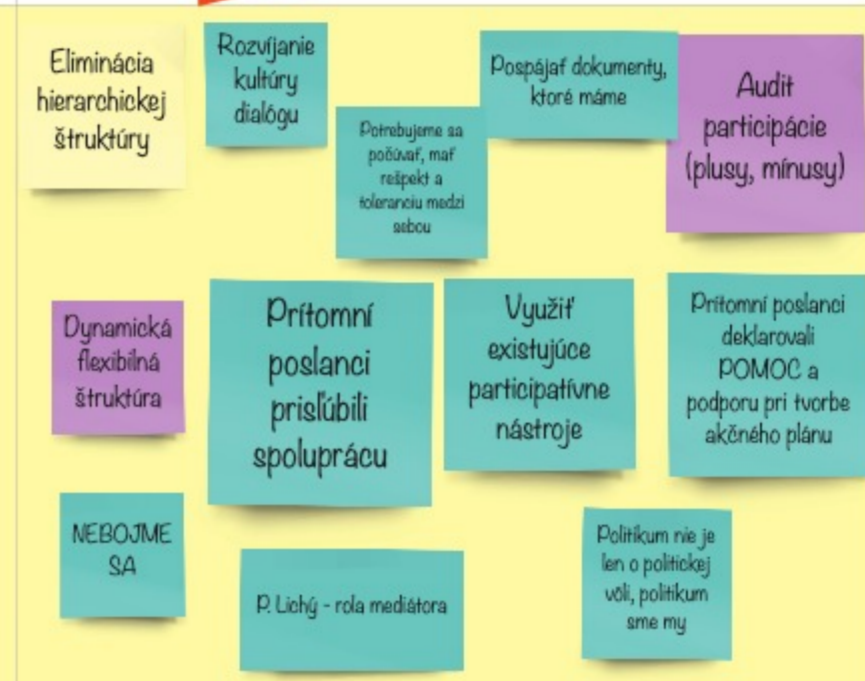 Eliminácia
hierarchickej
štruktúry
Rozvíjanie
kultúry
dialógu
Potrebujeme sa
počúvať, mať
rešpekt a
toleranciu medzi
sebou
Pospájať dokumenty,
ktoré máme
Audit
participácie
(plusy, mínusy)
Dynamická
flexibilná
štruktúra
Prítomní
poslanci
prisľúbili
spoluprácu
Využiť
existujúce
participatívne
nástroje
Prítomní poslanci
deklarovali
POMOC a
podporu pri tvorbe
akčného plánu
NEBOJME
SA
P. Lichý - rola mediátora
Politikum nie je
len o politickej
vôli, politikum
sme my